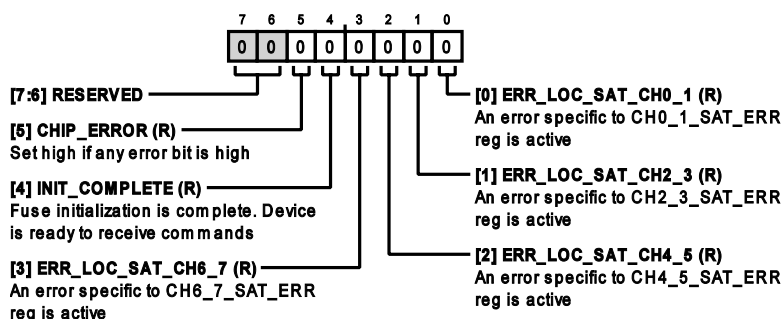 7 6 5 4 3 2 1 0
0 0 0 0 0 0 0 0
[7:6] RESERVED
[5] CHIP_ERROR (R)
Set high if any error bit is high
[4] INIT_COMPLETE (R)
Fuse initialization is complete. Device
is ready to receive commands
[3] ERR_LOC_SAT_CH6_7 (R)
An error specific to CH6_7_SAT_ERR
reg is active
[0] ERR_LOC_SAT_CH0_1 (R)
An error specific to CH0_1_SAT_ERR
reg is active
[1] ERR_LOC_SAT_CH2_3 (R)
An error specific to CH2_3_SAT_ERR
reg is active
[2] ERR_LOC_SAT_CH4_5 (R)
An error specific to CH4_5_SAT_ERR
reg is active